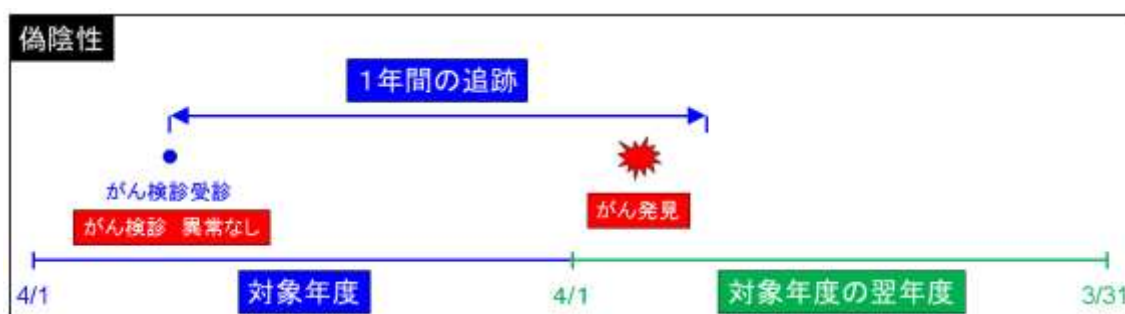 偽陰性
１年間の追跡
がん検診受診
がん検診　異常なし
がん発見
4/1
対象年度
4/1
対象年度の翌年度
3/31